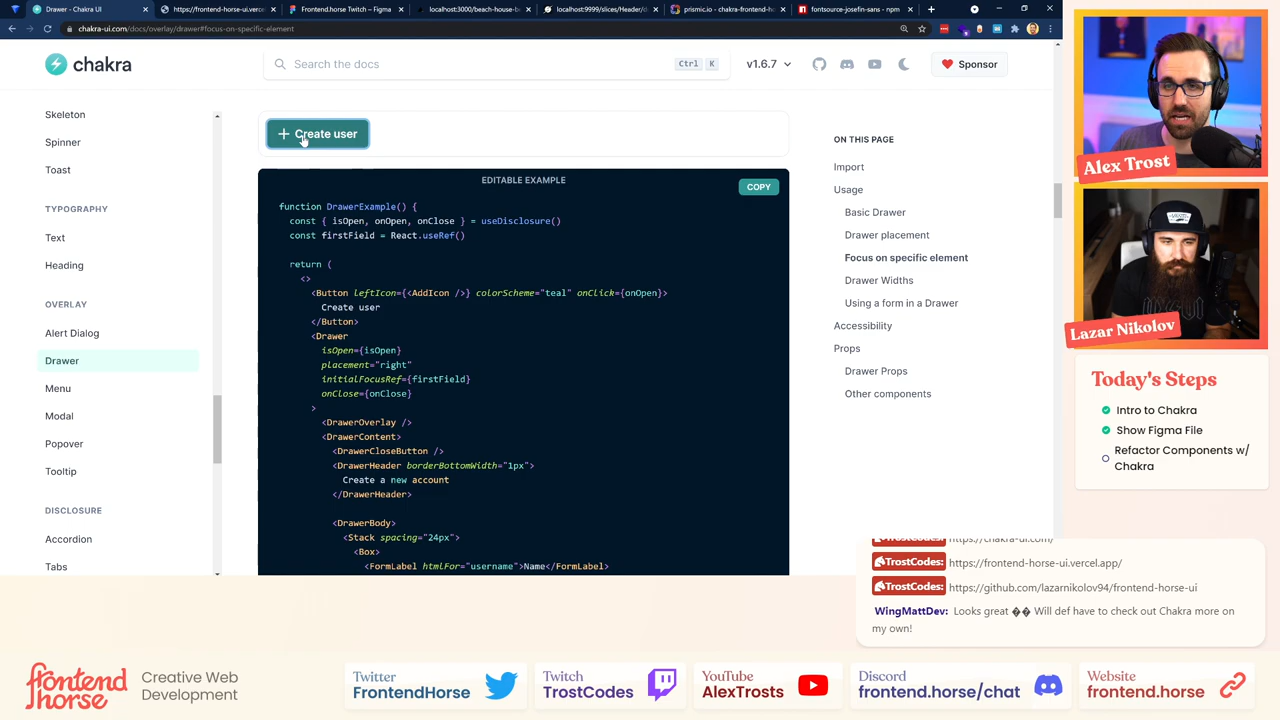 Drawer - Chakra UI
https://frontend-horse-ui.vercel
Frontend.horse Twitch – Figma
localhost:3000/beach-house-b
localhost:9999/slices/Header/d
prismic.io - chakra-frontend-h
fontsource-josefin-sans - npm
chakra-ui.com/docs/overlay/drawer#focus-on-specific-element
chakra
Search the docs
Ctrl K
v1.6.7
Sponsor
Skeleton
Spinner
Toast
TYPOGRAPHY
Text
Heading
OVERLAY
Alert Dialog
Drawer
Menu
Modal
Popover
Tooltip
DISCLOSURE
Accordion
Tabs
Create user
EDITABLE EXAMPLE
COPY
function DrawerExample() {
const { isOpen, onOpen, onClose } = useDisclosure()
const firstField = React.useRef()
return (
<>
<Button leftIcon={<AddIcon />} colorScheme="teal" onClick={onOpen}>
Create user
</Button>
<Drawer
isOpen={isOpen}
placement="right"
initialFocusRef={firstField}
onClose={onClose}
>
<DrawerOverlay />
<DrawerContent>
<DrawerCloseButton />
<DrawerHeader borderBottomWidth="1px">
Create a new account
</DrawerHeader>
<DrawerBody>
<Stack spacing="24px">
<Box>
<FormLabel htmlFor="username">Name</FormLabel>
ON THIS PAGE
Import
Usage
Basic Drawer
Drawer placement
Focus on specific element
Drawer Widths
Using a form in a Drawer
Accessibility
Props
Drawer Props
Other components
Alex Trost
Lazar Nikolov
Today's Steps
Intro to Chakra
Show Figma File
Refactor Components w/
Chakra
TrostCodes: https://chakra-ui.com/
TrostCodes: https://frontend-horse-ui.vercel.app/
TrostCodes: https://github.com/lazarnikolov94/frontend-horse-ui
WingMattDev: Looks great �� Will def have to check out Chakra more on
my own!
frontend
horse
Creative Web
Development
Twitter
FrontendHorse
Twitch
TrostCodes
YouTube
AlexTrosts
Discord
frontend.horse/chat
Website
frontend.horse